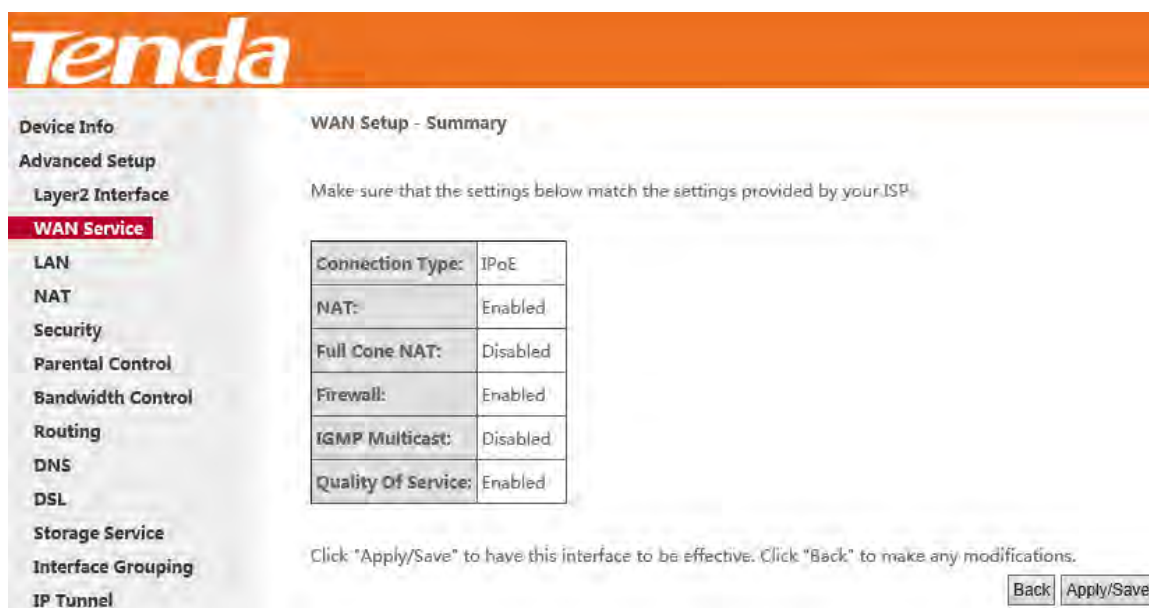 Tenda
Device Info
Advanced Setup
Layer2 Interface
WAN Service
LAN
NAT
Security
Parental Control
Bandwidth Control
Routing
DNS
DSL
Storage Service
Interface Grouping
IP Tunnel
WAN Setup - Summary
Make sure that the settings below match the settings provided by your ISP.
Connection Type: IPoE
NAT: Enabled
Full Cone NAT: Disabled
Firewall: Enabled
IGMP Multicast: Disabled
Quality Of Service: Enabled
Click "Apply/Save" to have this interface to be effective. Click "Back" to make any modifications.
Back Apply/Save